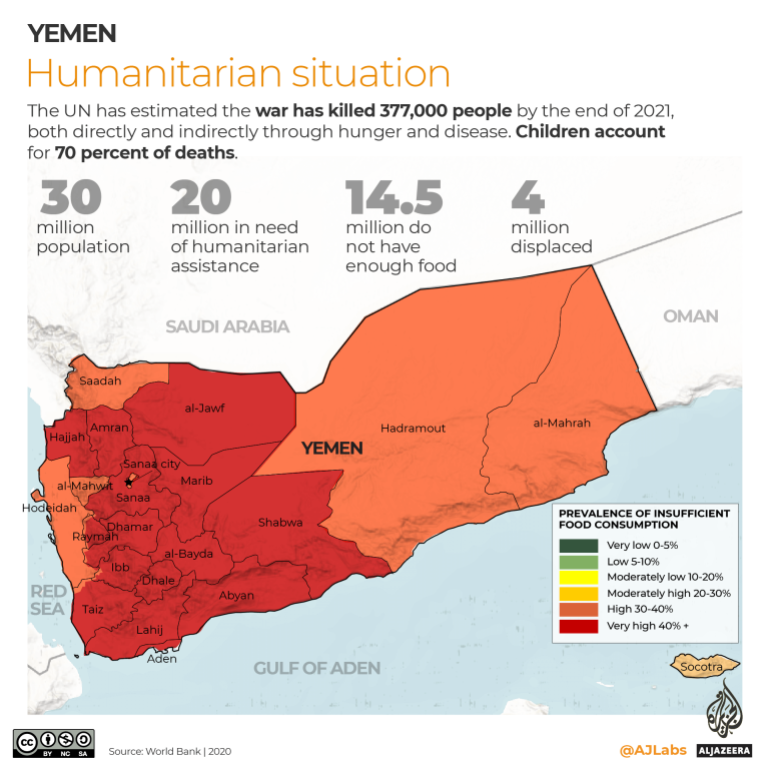 YEMEN
Humanitarian situation
The UN has estimated the war has killed 377,000 people by the end of 2021,
both directly and indirectly through hunger and disease. Children account
for 70 percent of deaths.
30
million
population
20
million in need
of humanitarian
assistance
14.5
million do
not have
enough food
4
million
displaced
SAUDI ARABIA
OMAN
Saadah
al-Jawf
Hajjah
Amran
Hadramout
al-Mahrah
YEMEN
Sanaa city
Marib
al-Mahwit
Sanaa
Hodeidah
Shabwa
Dhamar
Raymah
al-Bayda
Ibb
Dhale
Abyan
RED
SEA
Taiz
Lahij
Aden
GULF OF ADEN
PREVALENCE OF INSUFFICIENT
FOOD CONSUMPTION
Very low 0-5%
Low 5-10%
Moderately low 10-20%
Moderately high 20-30%
High 30-40%
Very high 40% +
Socotra
cc BY NC SA
Source: World Bank | 2020
@AJLabs
ALJAZEERA